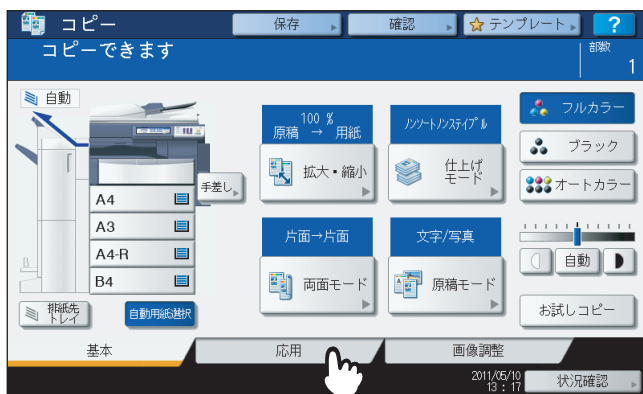 コピー
保存
確認
テンプレート
?
コピーできます
部数
1
自動
100 %
原稿 → 用紙
ノンソートノンステイプル
フルカラー
拡大・縮小
仕上げ
モード
ブラック
手差し
オートカラー
A4
A3
A4-R
B4
片面→片面
文字/写真
両面モード
原稿モード
自動
排紙先
トレイ
自動用紙選択
お試しコピー
基本
応用
画像調整
2011/05/10
13 : 17
状況確認